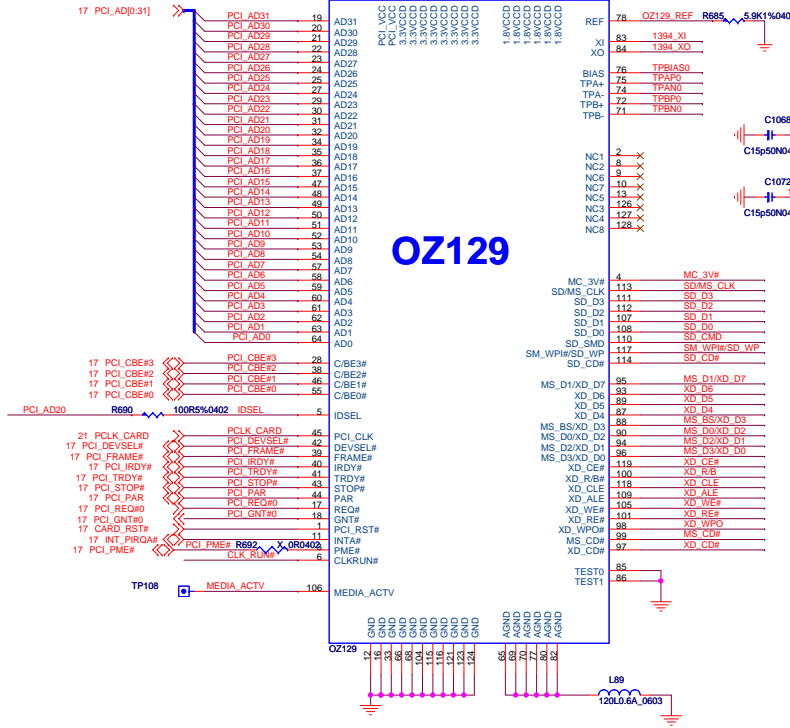 17 PCI_AD[0:31]
PCI_AD31 19 AD31
PCI_AD30 20 AD30
PCI_AD29 21 AD29
PCI_AD28 22 AD28
PCI_AD27 23 AD27
PCI_AD26 24 AD26
PCI_AD25 25 AD25
PCI_AD24 27 AD24
PCI_AD23 29 AD23
PCI_AD22 30 AD22
PCI_AD21 31 AD21
PCI_AD20 32 AD20
PCI_AD19 34 AD19
PCI_AD18 35 AD18
PCI_AD17 36 AD17
PCI_AD16 37 AD16
PCI_AD15 47 AD15
PCI_AD14 48 AD14
PCI_AD13 49 AD13
PCI_AD12 50 AD12
PCI_AD11 51 AD11
PCI_AD10 52 AD10
PCI_AD9 53 AD9
PCI_AD8 54 AD8
PCI_AD7 57 AD7
PCI_AD6 58 AD6
PCI_AD5 59 AD5
PCI_AD4 60 AD4
PCI_AD3 61 AD3
PCI_AD2 62 AD2
PCI_AD1 63 AD1
PCI_AD0 64 AD0
17 PCI_CBE#3 PCI_CBE#3 28 C/BE3#
17 PCI_CBE#2 PCI_CBE#2 38 C/BE2#
17 PCI_CBE#1 PCI_CBE#1 46 C/BE1#
17 PCI_CBE#0 PCI_CBE#0 55 C/BE0#
PCI_AD20 R690 100R5%0402 IDSEL 5 IDSEL
21 PCLK_CARD PCLK_CARD 45 PCI_CLK
17 PCI_DEVSEL# PCI_DEVSEL# 42 DEVSEL#
17 PCI_FRAME# PCI_FRAME# 39 FRAME#
17 PCI_IRDY# PCI_IRDY# 40 IRDY#
17 PCI_TRDY# PCI_TRDY# 41 TRDY#
17 PCI_STOP# PCI_STOP# 43 STOP#
17 PCI_PAR PCI_PAR 44 PAR
17 PCI_REQ#0 PCI_REQ#0 17 REQ#
17 PCI_GNT#0 PCI_GNT#0 18 GNT#
17 CARD_RST# 1 PCI_RST#
17 INT_PIRQA# 11 INTA#
17 PCI_PME# PCI_PME# R692 X_0R0402 PME#
CLK_RUN# 6 CLKRUN#
TP108 MEDIA_ACTV 106 MEDIA_ACTV
PCI_VCC
PCI_VCC
3.3VCCD
3.3VCCD
3.3VCCD
3.3VCCD
3.3VCCD
3.3VCCD
3.3VCCD
3.3VCCD
1.8VCCD
1.8VCCD
1.8VCCD
1.8VCCD
1.8VCCD
1.8VCCD
OZ129
REF 78 OZ129_REF R685 5.9K1%040
XI 83 1394_XI
XO 84 1394_XO
BIAS 76 TPBIAS0
TPA+ 75 TPAP0
TPA- 74 TPAN0
TPB+ 72 TPBP0
TPB- 71 TPBN0
C1068
C15p50N04
C1072
C15p50N04
NC1 2
NC2 8
NC6 9
NC7 10
NC5 13
NC3 126
NC4 127
NC8 128
MC_3V# 4 MC_3V#
SD/MS_CLK 113 SD/MS_CLK
SD_D3 111 SD_D3
SD_D2 112 SD_D2
SD_D1 107 SD_D1
SD_D0 108 SD_D0
SD_SMD 110 SD_CMD
SM_WPI#/SD_WP 117 SM_WPI#/SD_WP
SD_CD# 114 SD_CD#
MS_D1/XD_D7 95 MS_D1/XD_D7
XD_D6 93 XD_D6
XD_D5 89 XD_D5
XD_D4 87 XD_D4
MS_BS/XD_D3 88 MS_BS/XD_D3
MS_D0/XD_D2 90 MS_D0/XD_D2
MS_D2/XD_D1 94 MS_D2/XD_D1
MS_D3/XD_D0 96 MS_D3/XD_D0
XD_CE# 119 XD_CE#
XD_R/B# 100 XD_R/B
XD_CLE 118 XD_CLE
XD_ALE 109 XD_ALE
XD_WE# 105 XD_WE#
XD_RE# 101 XD_RE#
XD_WPO# 98 XD_WPO
MS_CD# 99 MS_CD#
XD_CD# 97 XD_CD#
TEST0 85
TEST1 86
OZ129
GND 12
GND 16
GND 33
GND 66
GND 68
GND 104
GND 115
GND 116
GND 121
GND 123
GND 124
AGND 65
AGND 69
AGND 70
AGND 77
AGND 80
AGND 82
L89
120L0.6A_0603